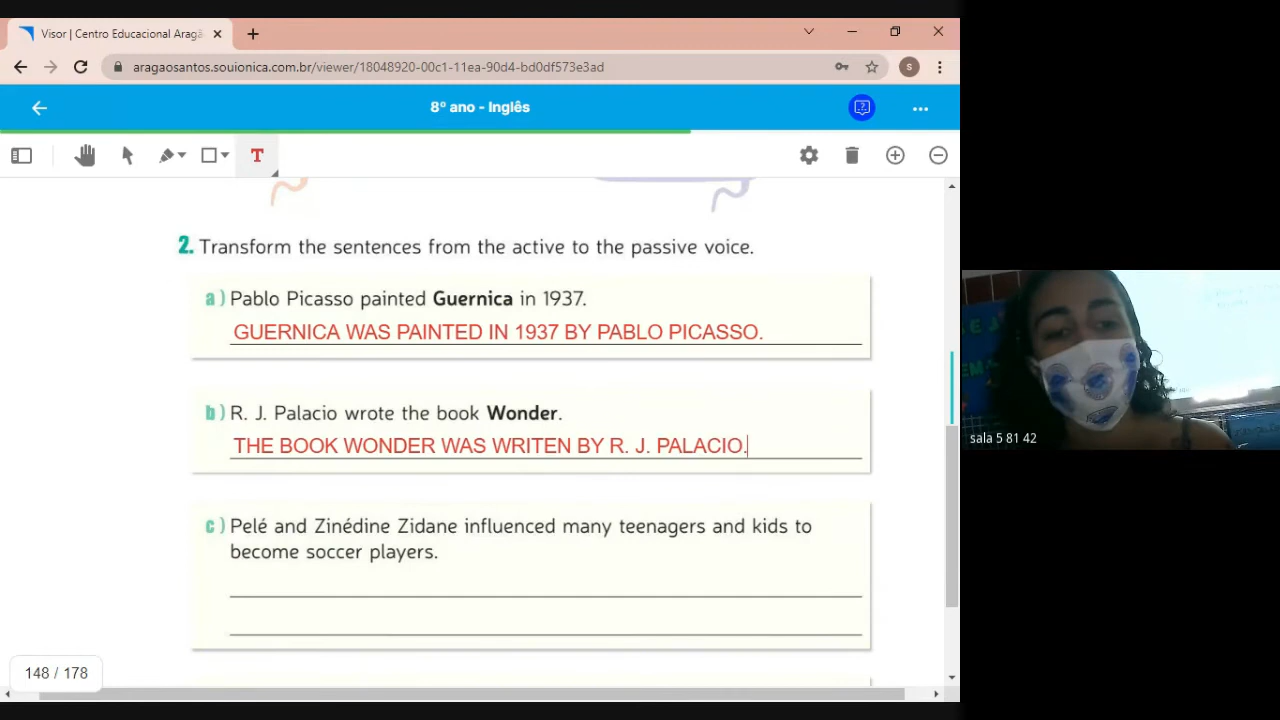 Visor | Centro Educacional Aragã
aragaosantos.souionica.com.br/viewer/18048920-00c1-11ea-90d4-bd0df573e3ad
S
8º ano - Inglês
?
T
2. Transform the sentences from the active to the passive voice.
a) Pablo Picasso painted Guernica in 1937.
GUERNICA WAS PAINTED IN 1937 BY PABLO PICASSO.
b) R. J. Palacio wrote the book Wonder.
THE BOOK WONDER WAS WRITEN BY R. J. PALACIO.
c) Pelé and Zinédine Zidane influenced many teenagers and kids to
become soccer players.
148 / 178
sala 5 81 42